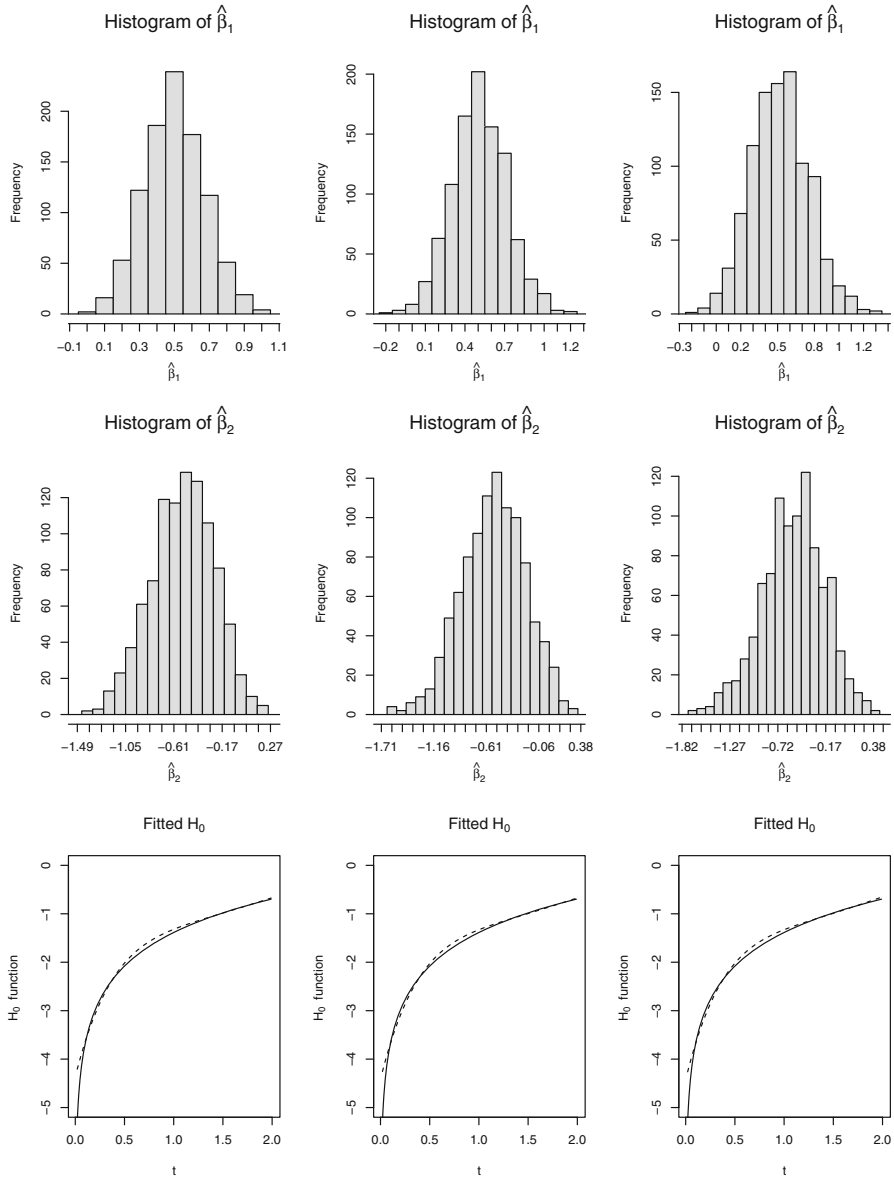 Histogram of β̂₁
Frequency
0 50 100 150 200
−0.1 0.1 0.3 0.5 0.7 0.9 1.1
β̂₁
Histogram of β̂₁
Frequency
0 50 100 150 200
−0.2 0.1 0.4 0.7 1 1.2
β̂₁
Histogram of β̂₁
Frequency
0 50 100 150
−0.3 0 0.2 0.5 0.8 1 1.2
β̂₁
Histogram of β̂₂
Frequency
0 20 40 60 80 100 120
−1.49 −1.05 −0.61 −0.17 0.27
β̂₂
Histogram of β̂₂
Frequency
0 20 40 60 80 100 120
−1.71 −1.16 −0.61 −0.06 0.38
β̂₂
Histogram of β̂₂
Frequency
0 20 40 60 80 100 120
−1.82 −1.27 −0.72 −0.17 0.38
β̂₂
Fitted H₀
H₀ function
−5 −4 −3 −2 −1 0
0.0 0.5 1.0 1.5 2.0
t
Fitted H₀
H₀ function
−5 −4 −3 −2 −1 0
0.0 0.5 1.0 1.5 2.0
t
Fitted H₀
H₀ function
−5 −4 −3 −2 −1 0
0.0 0.5 1.0 1.5 2.0
t